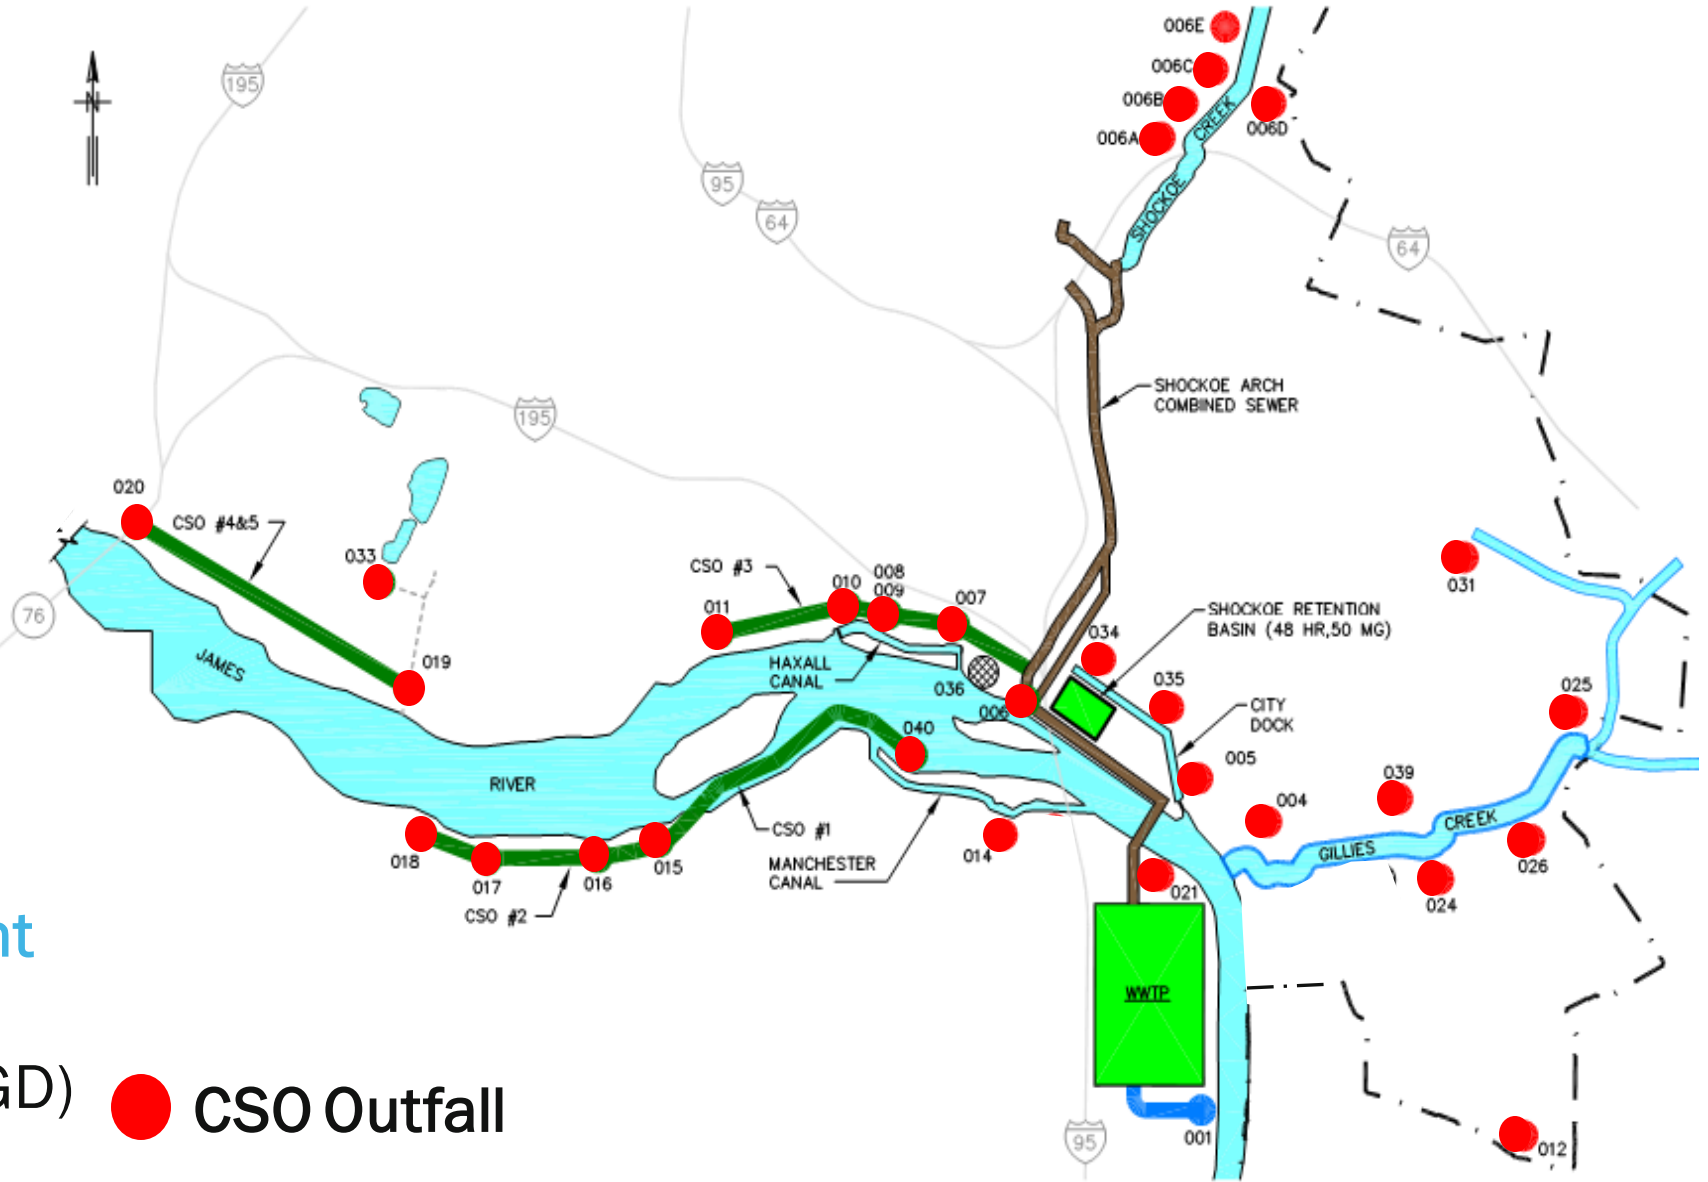 006E
006C
006B
006A
006D
CREEK
SHOCKOE
N
195
95
64
64
SHOCKOE ARCH
COMBINED SEWER
195
020
CSO #4&5
033
CSO #3
010
008
009
007
011
031
SHOCKOE RETENTION
BASIN (48 HR,50 MG)
034
76
JAMES
019
HAXALL
CANAL
036
006
035
CITY
DOCK
025
040
005
RIVER
039
004
CREEK
GILLIES
026
024
018
017
016
015
CSO #1
CSO #2
MANCHESTER
CANAL
014
021
nt
WWTP
GD)
CSO Outfall
95
001
012